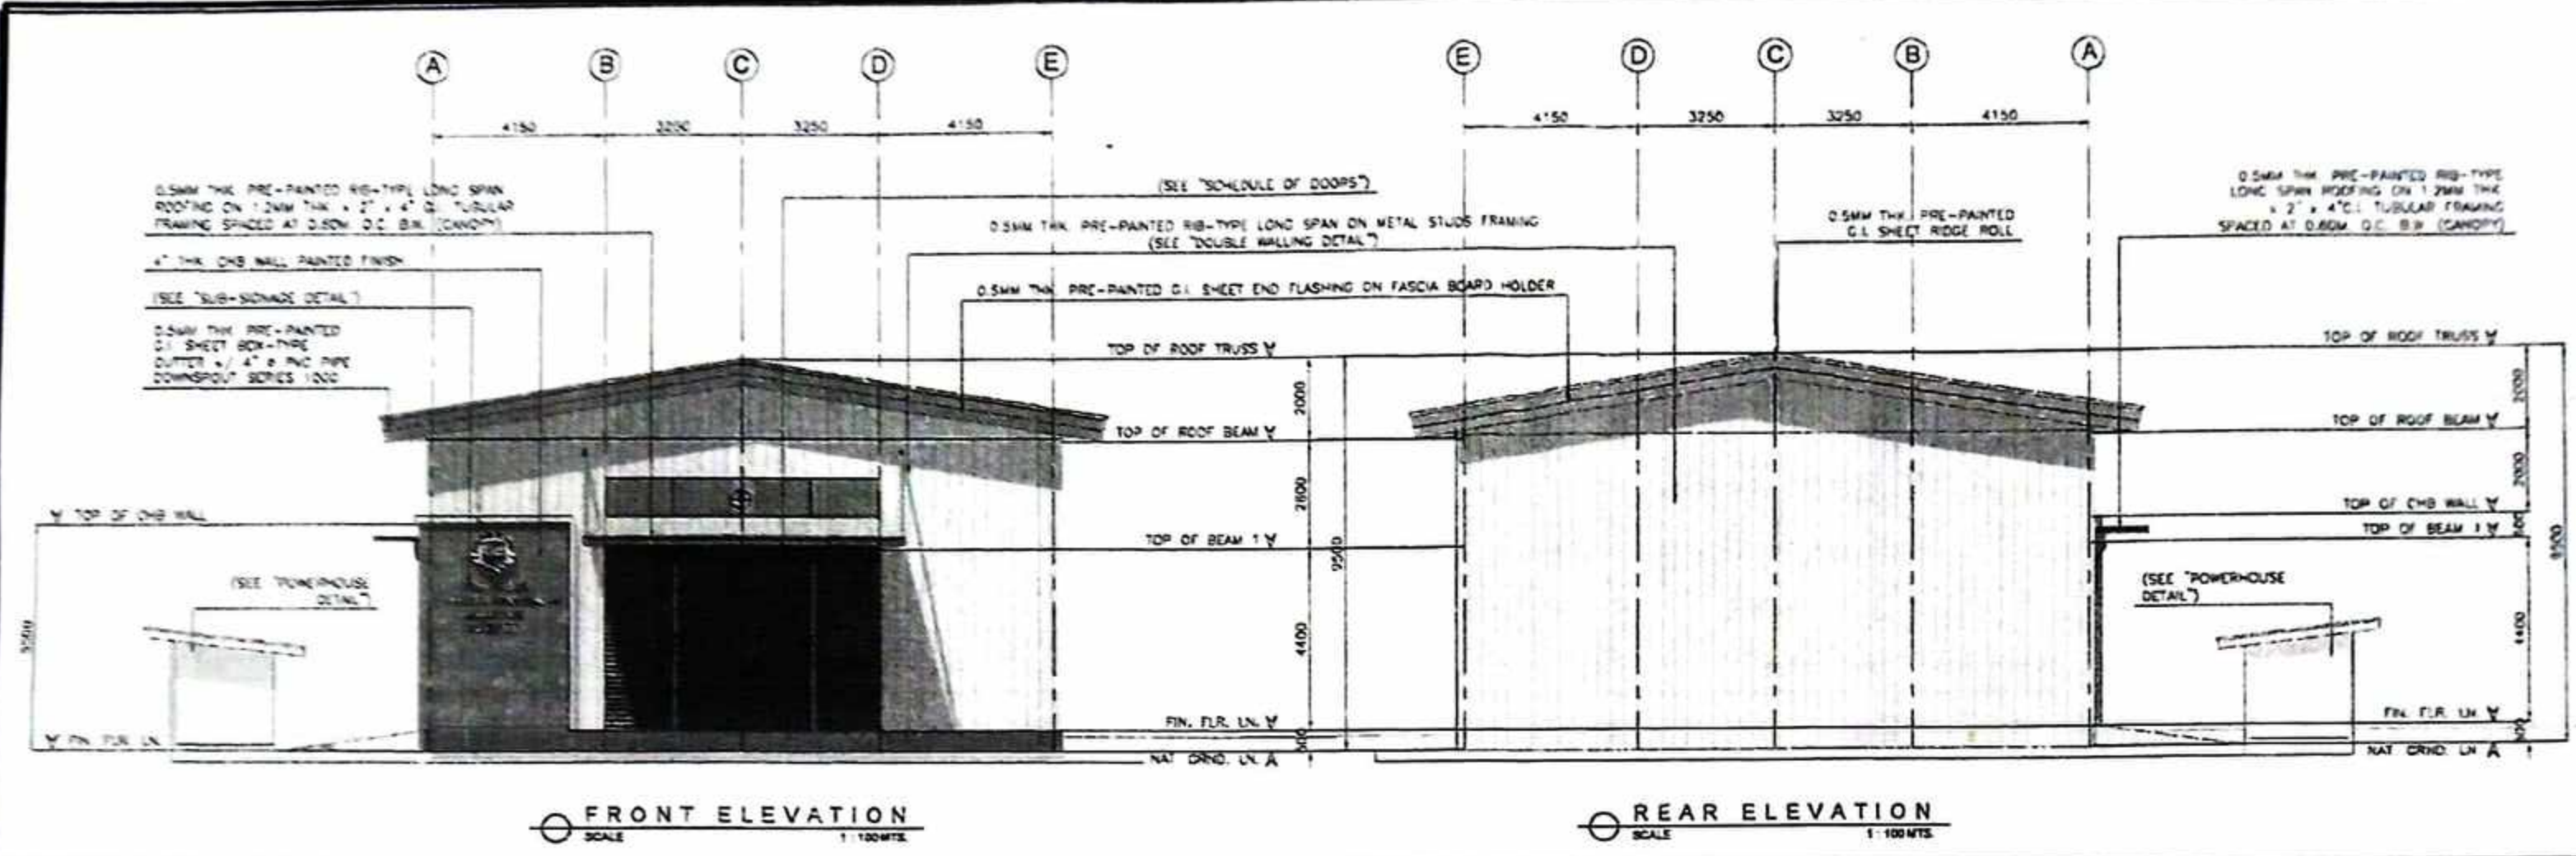 A B C D E
4150 3250 3250 4150
0.5MM THK. PRE-PAINTED RIB-TYPE LONG SPAN
ROOFING ON 1.2MM THK. x 2" x 4" G.I. TUBULAR
FRAMING SPACED AT 0.60M. O.C. B.W. (CANOPY)
4" THK. CHB WALL PAINTED FINISH
(SEE "SUB-SIGNAGE DETAIL")
0.5MM THK. PRE-PAINTED
G.I. SHEET BOX-TYPE
GUTTER w/ 4" ø PVC PIPE
DOWNSPOUT SERIES 1000
(SEE "SCHEDULE OF DOORS")
0.5MM THK. PRE-PAINTED RIB-TYPE LONG SPAN ON METAL STUDS FRAMING
(SEE "DOUBLE WALLING DETAIL")
0.5MM THK. PRE-PAINTED G.I. SHEET END FLASHING ON FASCIA BOARD HOLDER
TOP OF ROOF TRUSS
TOP OF ROOF BEAM
TOP OF BEAM 1
FIN. FLR. LN.
NAT GRND. LN.
2000
2600
4400
9500
TOP OF CHB WALL
(SEE "POWERHOUSE
DETAIL")
5500
FIN. FLR. LN.
FRONT ELEVATION
SCALE 1 : 100 MTS.
E D C B A
4150 3250 3250 4150
0.5MM THK. PRE-PAINTED
G.I. SHEET RIDGE ROLL
0.5MM THK. PRE-PAINTED RIB-TYPE
LONG SPAN ROOFING ON 1.2MM THK.
x 2" x 4" G.I. TUBULAR FRAMING
SPACED AT 0.60M. O.C. B.W. (CANOPY)
TOP OF ROOF TRUSS
TOP OF ROOF BEAM
TOP OF CHB WALL
TOP OF BEAM 1
(SEE "POWERHOUSE
DETAIL")
FIN. FLR. LN.
NAT GRND. LN.
2000
2000
4400
REAR ELEVATION
SCALE 1 : 100 MTS.